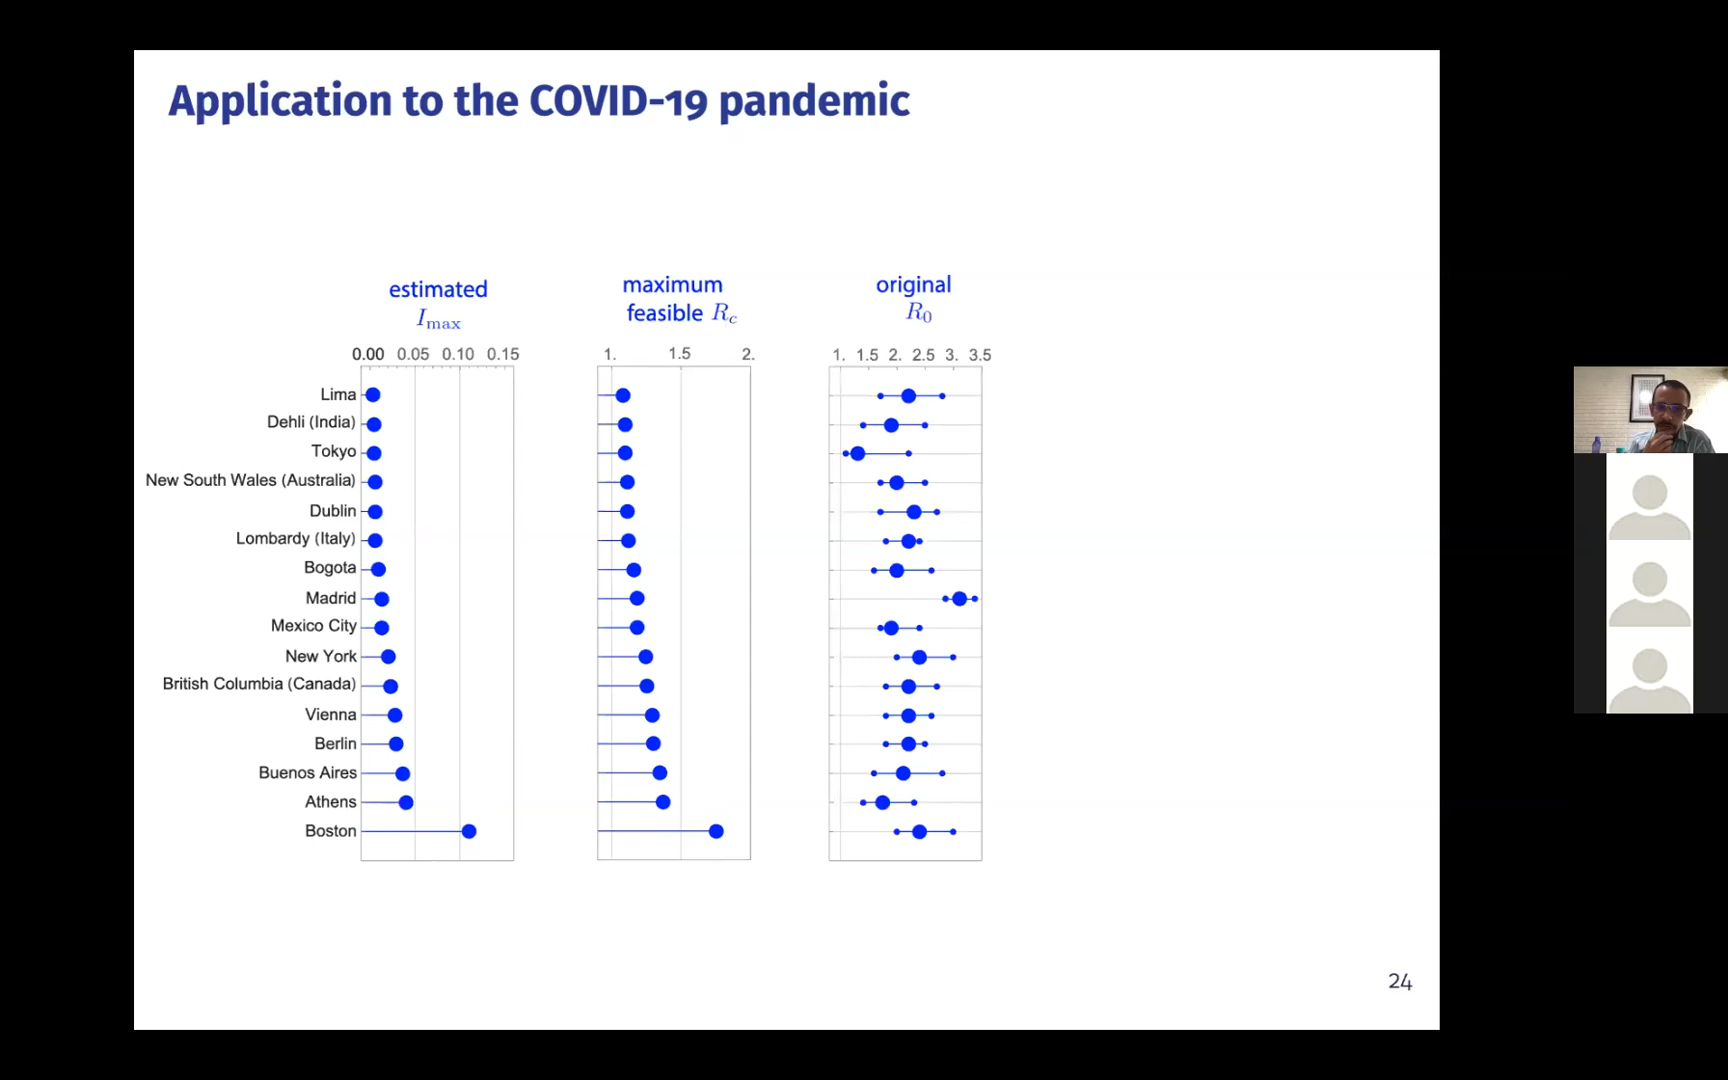 Application to the COVID-19 pandemic
estimated
I_max
maximum
feasible R_c
original
R_0
0.00 0.05 0.10 0.15
1. 1.5 2.
1. 1.5 2. 2.5 3. 3.5
Lima
Dehli (India)
Tokyo
New South Wales (Australia)
Dublin
Lombardy (Italy)
Bogota
Madrid
Mexico City
New York
British Columbia (Canada)
Vienna
Berlin
Buenos Aires
Athens
Boston
24